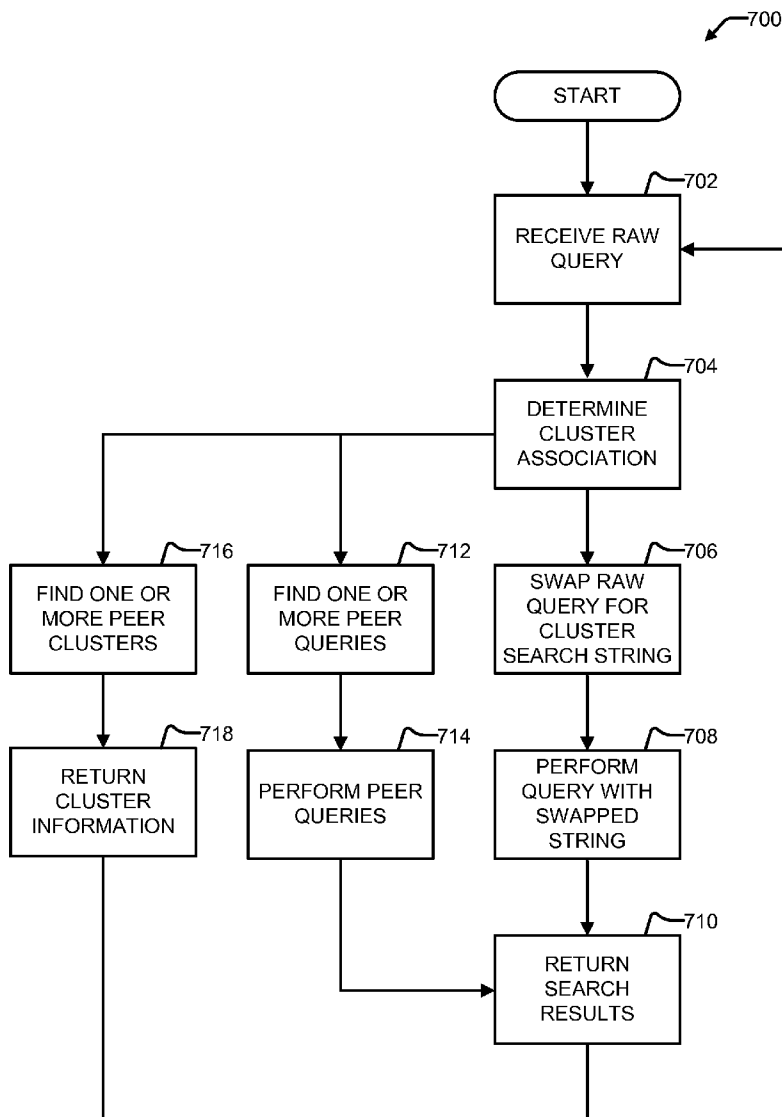 700
START
702
RECEIVE RAW
QUERY
704
DETERMINE
CLUSTER
ASSOCIATION
716
FIND ONE OR
MORE PEER
CLUSTERS
712
FIND ONE OR
MORE PEER
QUERIES
706
SWAP RAW
QUERY FOR
CLUSTER
SEARCH STRING
718
RETURN
CLUSTER
INFORMATION
714
PERFORM PEER
QUERIES
708
PERFORM
QUERY WITH
SWAPPED
STRING
710
RETURN
SEARCH
RESULTS